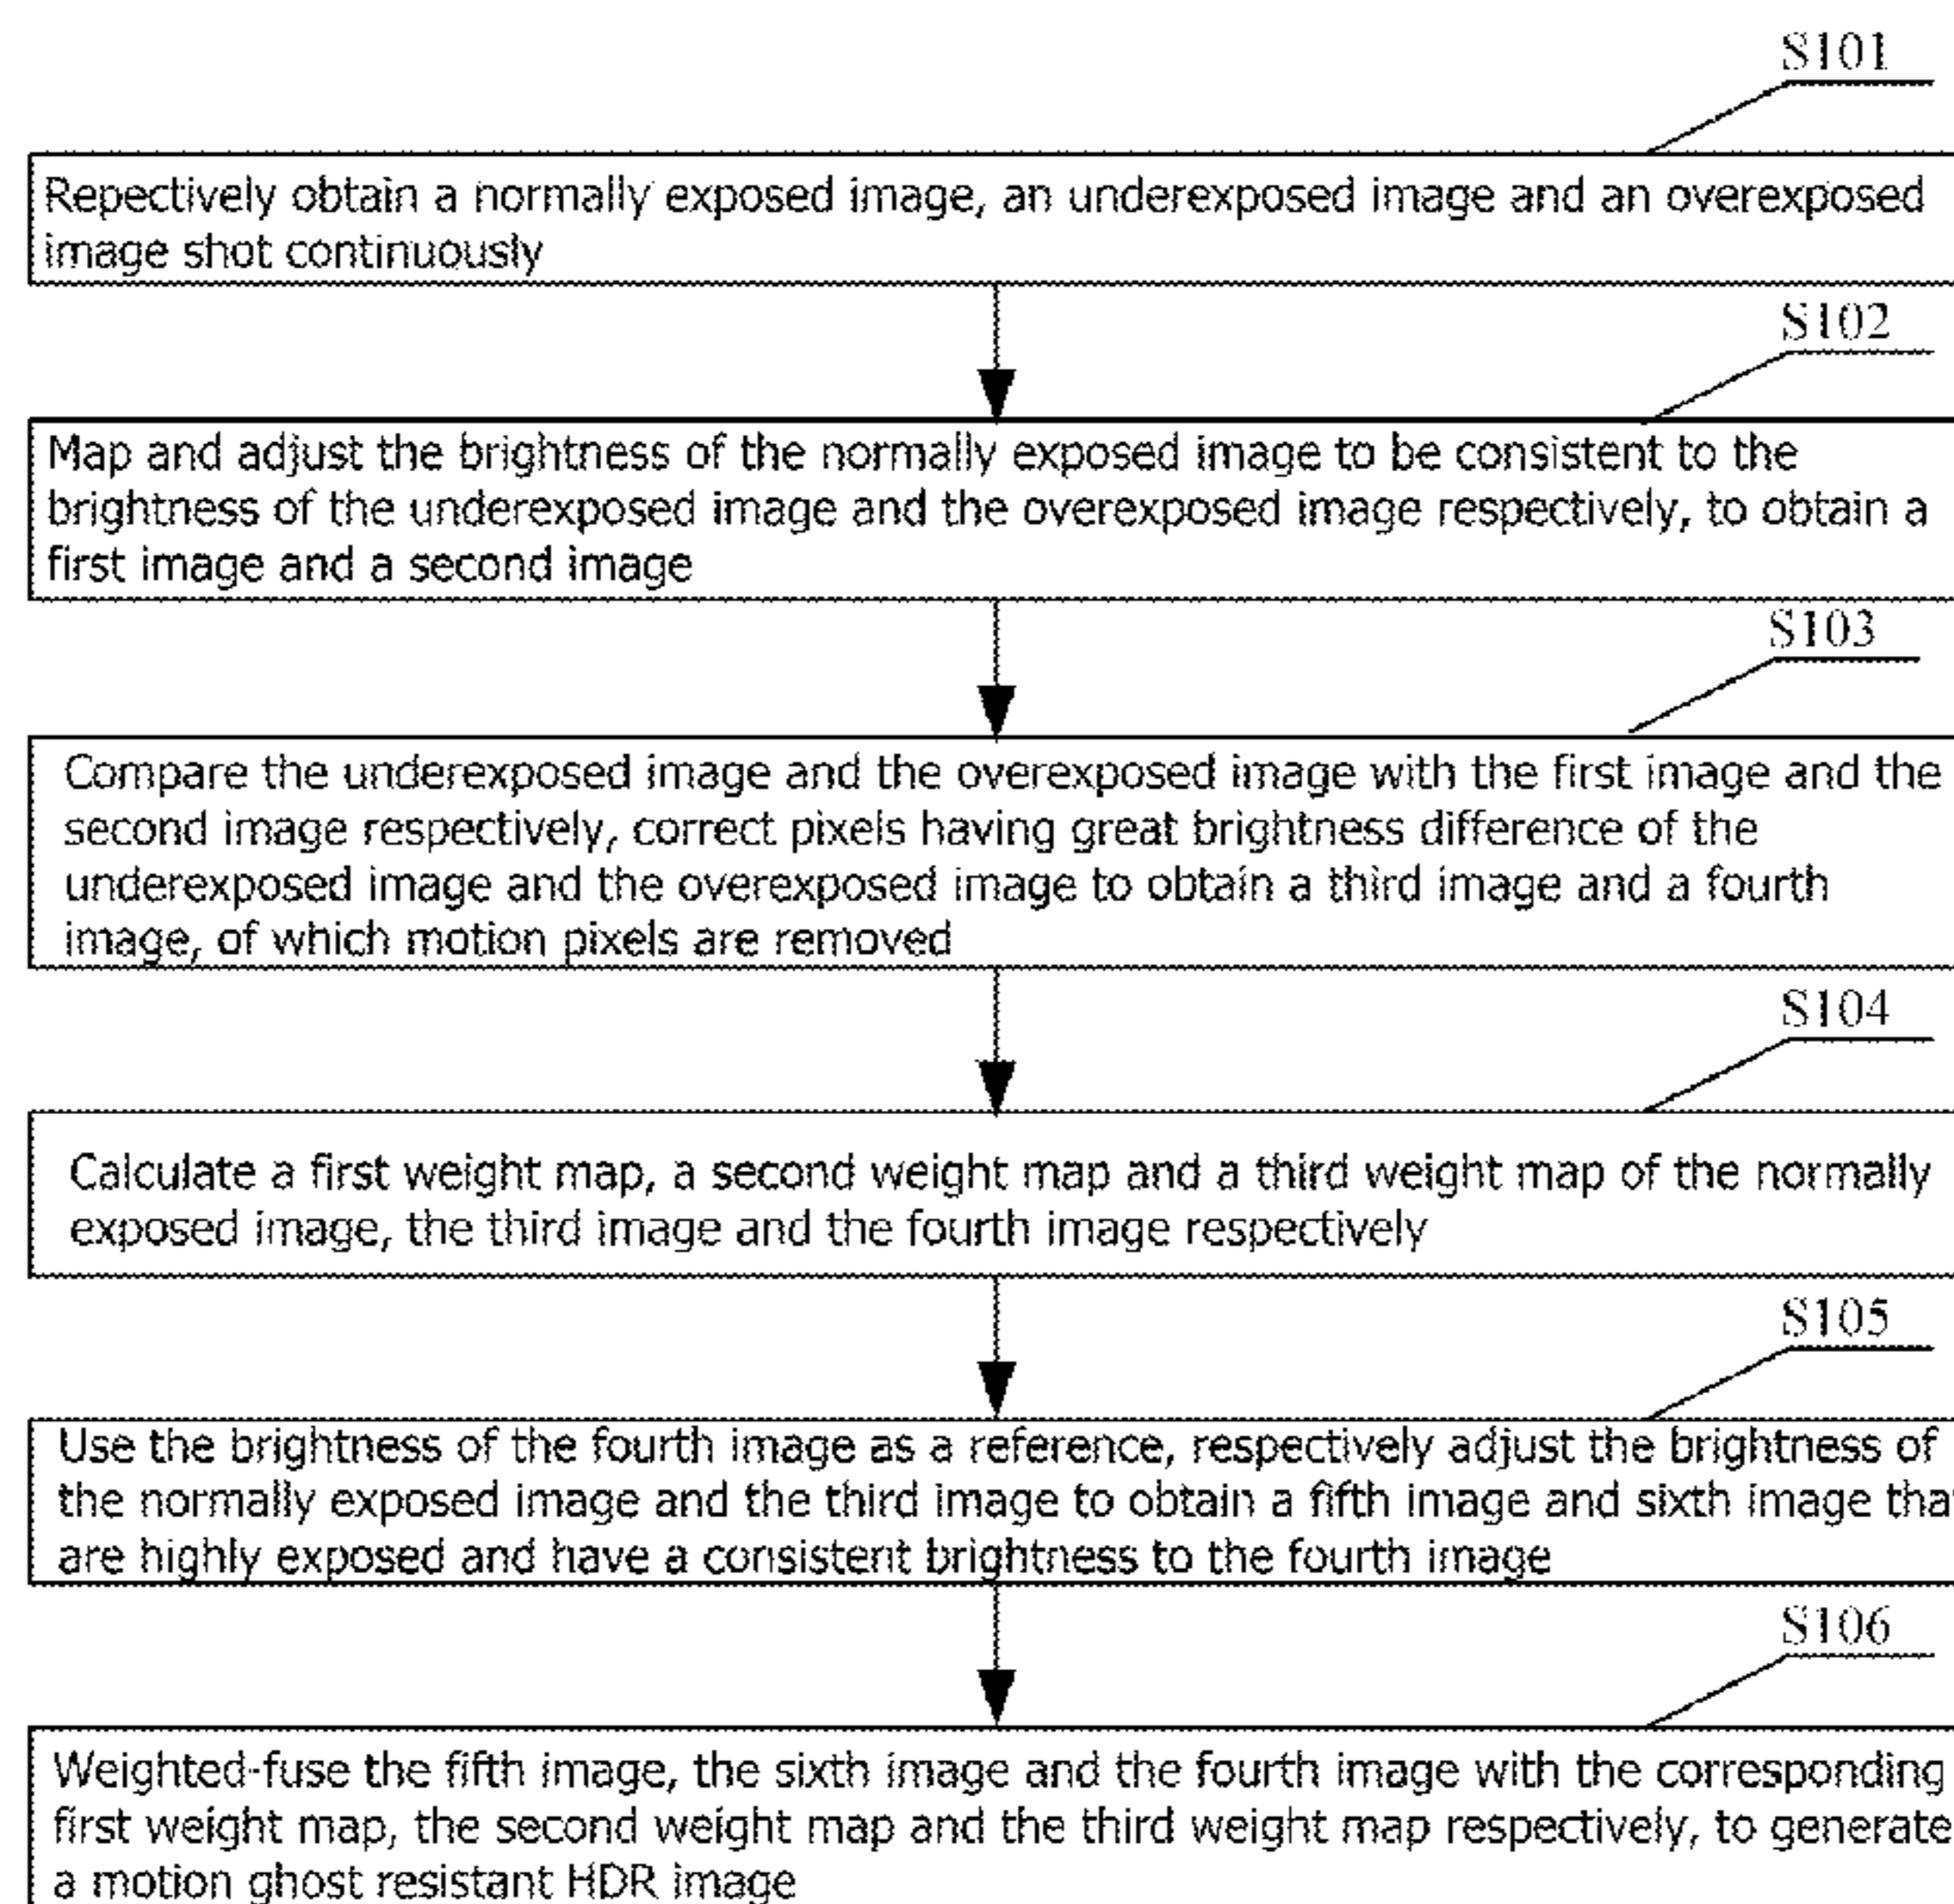 S101
Repectively obtain a normally exposed image, an underexposed image and an overexposed
image shot continuously
S102
Map and adjust the brightness of the normally exposed image to be consistent to the
brightness of the underexposed image and the overexposed image respectively, to obtain a
first image and a second image
S103
Compare the underexposed image and the overexposed image with the first image and the
second image respectively, correct pixels having great brightness difference of the
underexposed image and the overexposed image to obtain a third image and a fourth
image, of which motion pixels are removed
S104
Calculate a first weight map, a second weight map and a third weight map of the normally
exposed image, the third image and the fourth image respectively
S105
Use the brightness of the fourth image as a reference, respectively adjust the brightness of
the normally exposed image and the third image to obtain a fifth image and sixth image that
are highly exposed and have a consistent brightness to the fourth image
S106
Weighted-fuse the fifth image, the sixth image and the fourth image with the corresponding
first weight map, the second weight map and the third weight map respectively, to generate
a motion ghost resistant HDR image